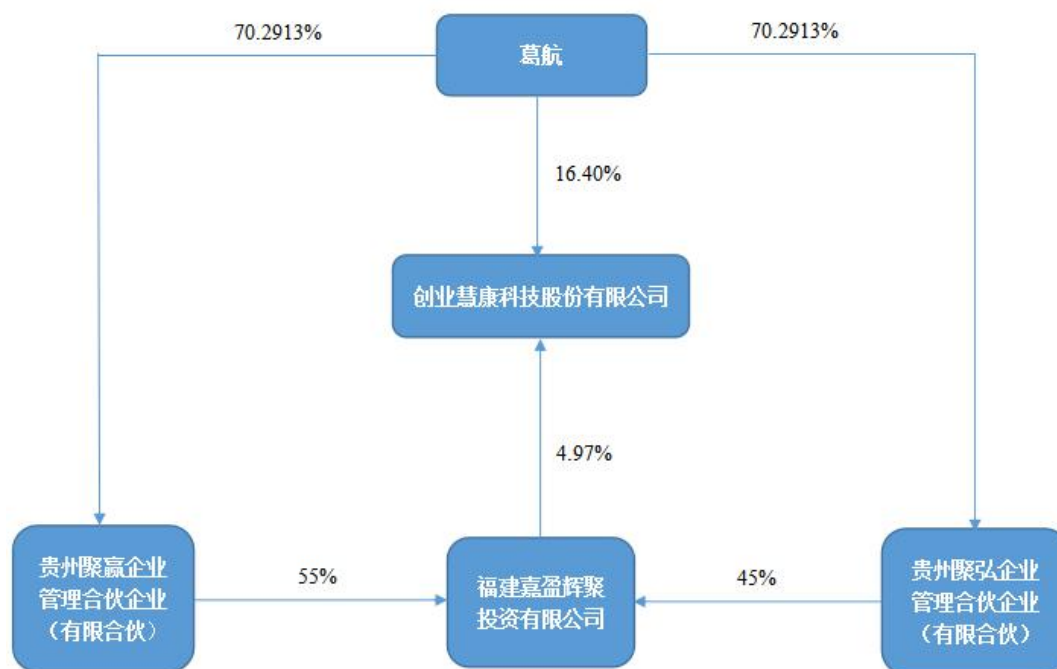 70.2913%
70.2913%
葛航
16.40%
创业慧康科技股份有限公司
4.97%
贵州聚赢企业
管理合伙企业
（有限合伙）
55%
福建嘉盈辉聚
投资有限公司
45%
贵州聚弘企业
管理合伙企业
（有限合伙）